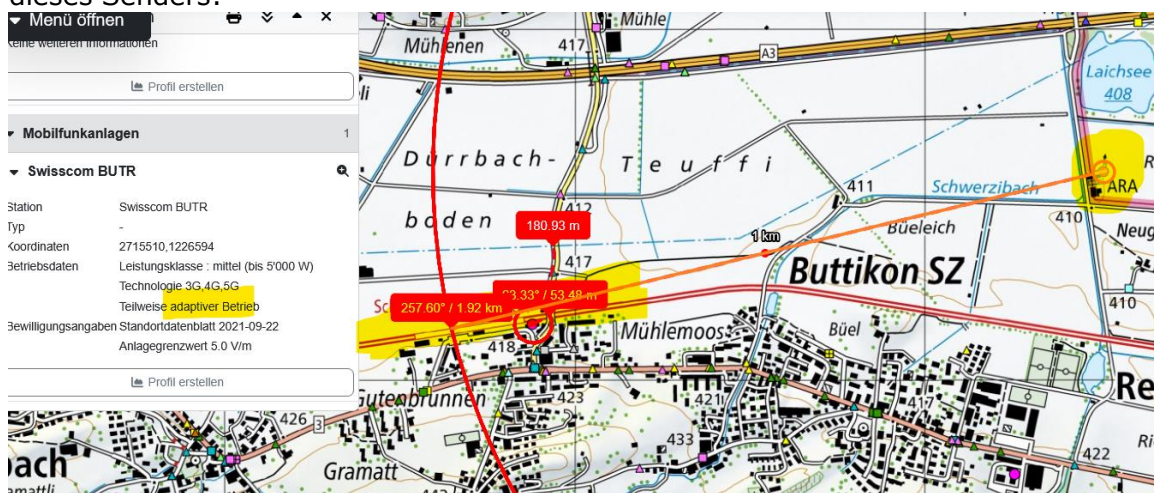 dieses Senders?
Menü öffnen
Keine weiteren Informationen
Profil erstellen
Mobilfunkanlagen 1
Swisscom BUTR
Station Swisscom BUTR
Typ -
Koordinaten 2715510,1226594
Betriebsdaten Leistungsklasse : mittel (bis 5'000 W)
Technologie 3G,4G,5G
Teilweise adaptiver Betrieb
Bewilligungsangaben Standortdatenblatt 2021-09-22
Anlagegrenzwert 5.0 V/m
Profil erstellen
Mühle
Mühlenen
417
A3
Laichsee
408
Dürrbach-
boden
Teuffi
411
Schwerzibach
ARA
410
412
180.93 m
1 km
Büeleich
Neug
417
Buttikon SZ
257.60° / 1.92 km
410
418
Mühlemoos
Büel
Gutenbrunnen
423
421
417
Re
426
3
433
422
Gramatt